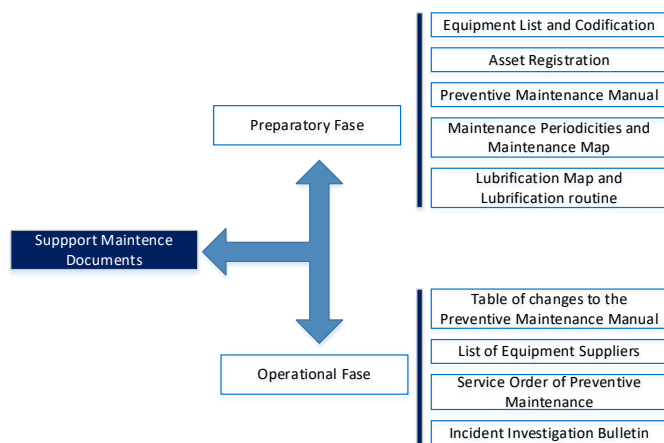 Equipment List and Codification
Asset Registration
Preventive Maintenance Manual
Preparatory Fase
Maintenance Periodicities and
Maintenance Map
Lubrification Map and
Lubrification routine
Suppport Maintence
Documents
Table of changes to the
Preventive Maintenance Manual
List of Equipment Suppliers
Operational Fase
Service Order of Preventive
Maintenance
Incident Investigation Bulletin